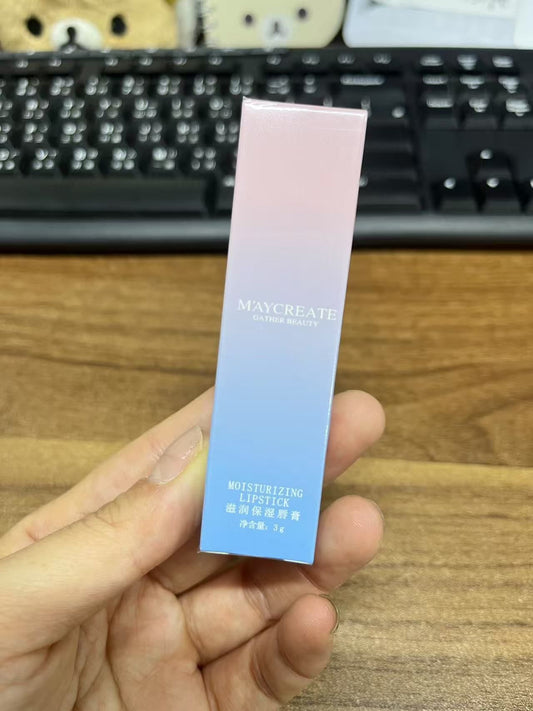 M'AYCREATE
GATHER BEAUTY
MOISTURIZING
LIPSTICK
滋润保湿唇膏
净含量：3g